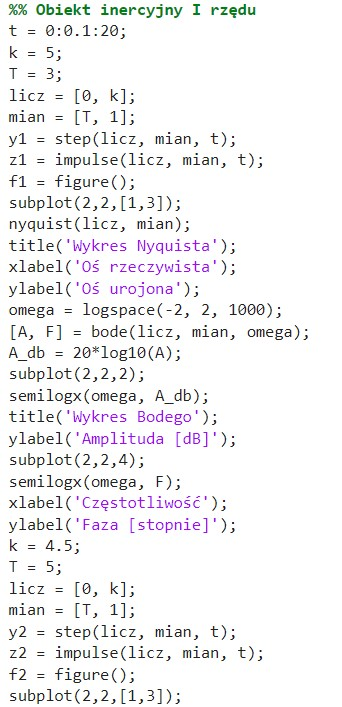 %% Obiekt inercyjny I rzędu
t = 0:0.1:20;
k = 5;
T = 3;
licz = [0, k];
mian = [T, 1];
y1 = step(licz, mian, t);
z1 = impulse(licz, mian, t);
f1 = figure();
subplot(2,2,[1,3]);
nyquist(licz, mian);
title('Wykres Nyquista');
xlabel('Oś rzeczywista');
ylabel('Oś urojona');
omega = logspace(-2, 2, 1000);
[A, F] = bode(licz, mian, omega);
A_db = 20*log10(A);
subplot(2,2,2);
semilogx(omega, A_db);
title('Wykres Bodego');
ylabel('Amplituda [dB]');
subplot(2,2,4);
semilogx(omega, F);
xlabel('Częstotliwość');
ylabel('Faza [stopnie]');
k = 4.5;
T = 5;
licz = [0, k];
mian = [T, 1];
y2 = step(licz, mian, t);
z2 = impulse(licz, mian, t);
f2 = figure();
subplot(2,2,[1,3]);